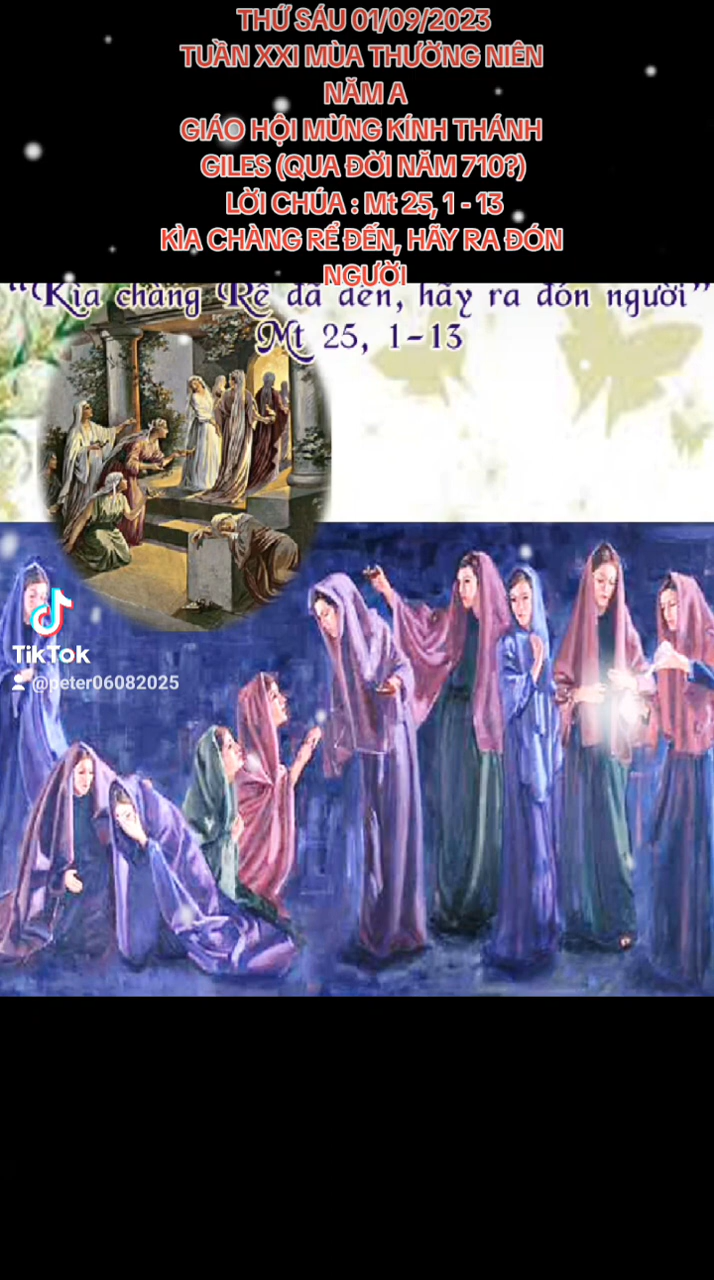 THỨ SÁU 01/09/2023
TUẦN XXI MÙA THƯỜNG NIÊN
NĂM A
GIÁO HỘI MỪNG KÍNH THÁNH
GILES (QUA ĐỜI NĂM 710?)
LỜI CHÚA : Mt 25, 1 - 13
KÌA CHÀNG RỂ ĐẾN, HÃY RA ĐÓN
NGƯỜI
“Kìa chàng Rể đã đến, hãy ra đón người”
Mt 25, 1-13
TikTok
@peter06082025